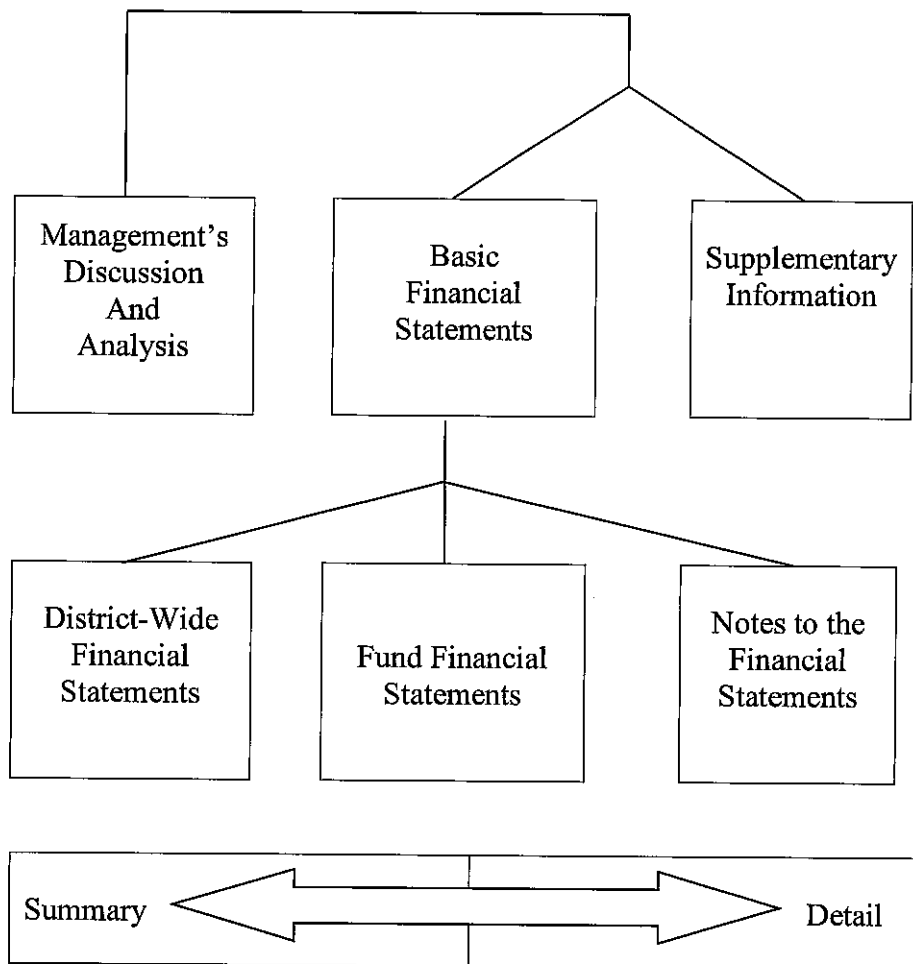 Management’s
Discussion
And
Analysis
Basic
Financial
Statements
Supplementary
Information
District-Wide
Financial
Statements
Fund Financial
Statements
Notes to the
Financial
Statements
Summary
Detail